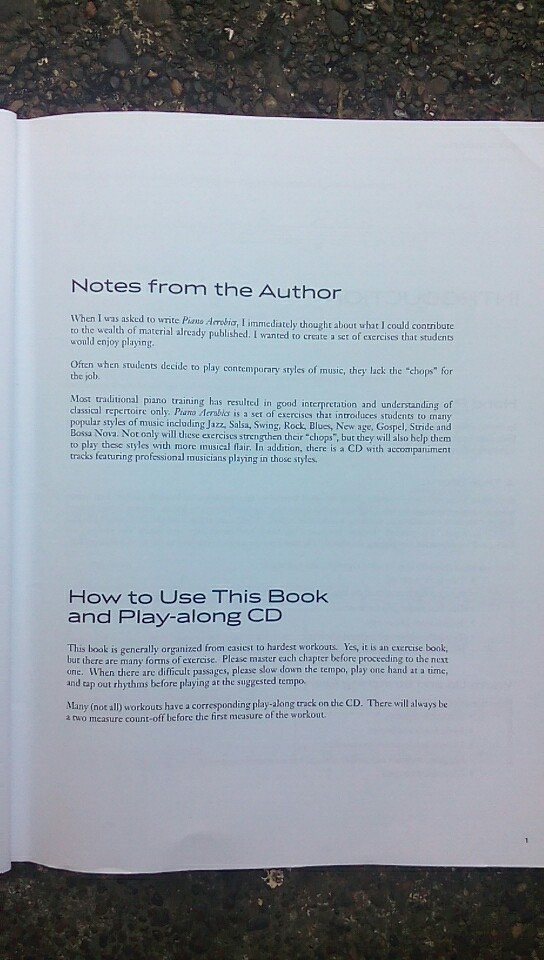 Notes from the Author
When I was asked to write Piano Aerobics, I immediately thought about what I could contribute
to the wealth of material already published. I wanted to create a set of exercises that students
would enjoy playing.
Often when students decide to play contemporary styles of music, they lack the “chops” for
the job.
Most traditional piano training has resulted in good interpretation and understanding of
classical repertoire only. Piano Aerobics is a set of exercises that introduces students to many
popular styles of music including Jazz, Salsa, Swing, Rock, Blues, New age, Gospel, Stride and
Bossa Nova. Not only will these exercises strengthen their “chops”, but they will also help them
to play these styles with more musical flair. In addition, there is a CD with accompaniment
tracks featuring professional musicians playing in those styles.
How to Use This Book
and Play-along CD
This book is generally organized from easiest to hardest workouts. Yes, it is an exercise book,
but there are many forms of exercise. Please master each chapter before proceeding to the next
one. When there are difficult passages, please slow down the tempo, play one hand at a time,
and tap out rhythms before playing at the suggested tempo.
Many (not all) workouts have a corresponding play-along track on the CD. There will always be
a two measure count-off before the first measure of the workout.
1